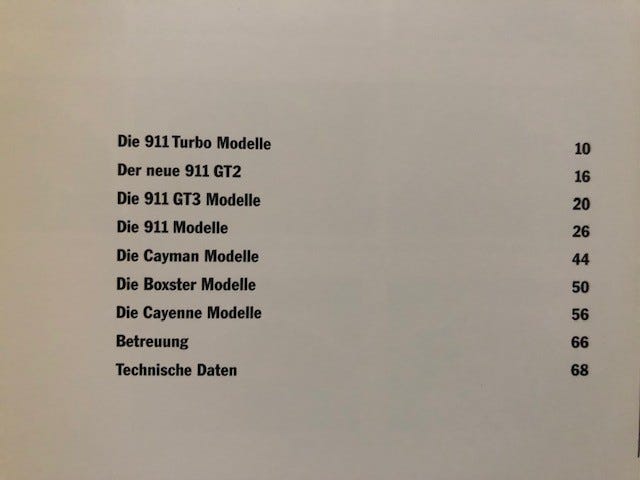 Die 911 Turbo Modelle 10
Der neue 911 GT2 16
Die 911 GT3 Modelle 20
Die 911 Modelle 26
Die Cayman Modelle 44
Die Boxster Modelle 50
Die Cayenne Modelle 56
Betreuung 66
Technische Daten 68